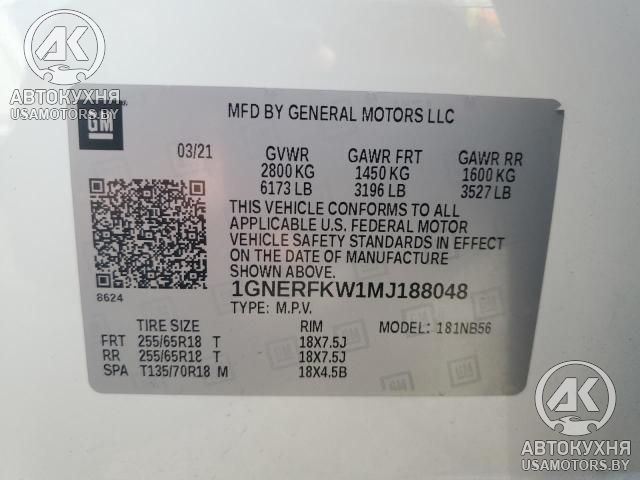 AK
АВТОКУХНЯ
USAMOTORS.BY
GM
MFD BY GENERAL MOTORS LLC
03/21 GVWR GAWR FRT GAWR RR
2800 KG 1450 KG 1600 KG
6173 LB 3196 LB 3527 LB
THIS VEHICLE CONFORMS TO ALL
APPLICABLE U.S. FEDERAL MOTOR
VEHICLE SAFETY STANDARDS IN EFFECT
ON THE DATE OF MANUFACTURE
SHOWN ABOVE.
8624
1GNERFKW1MJ188048
TYPE: M.P.V.
TIRE SIZE RIM MODEL: 181NB56
FRT 255/65R18 T 18X7.5J
RR 255/65R18 T 18X7.5J
SPA T135/70R18 M 18X4.5B
AK
АВТОКУХНЯ
USAMOTORS.BY